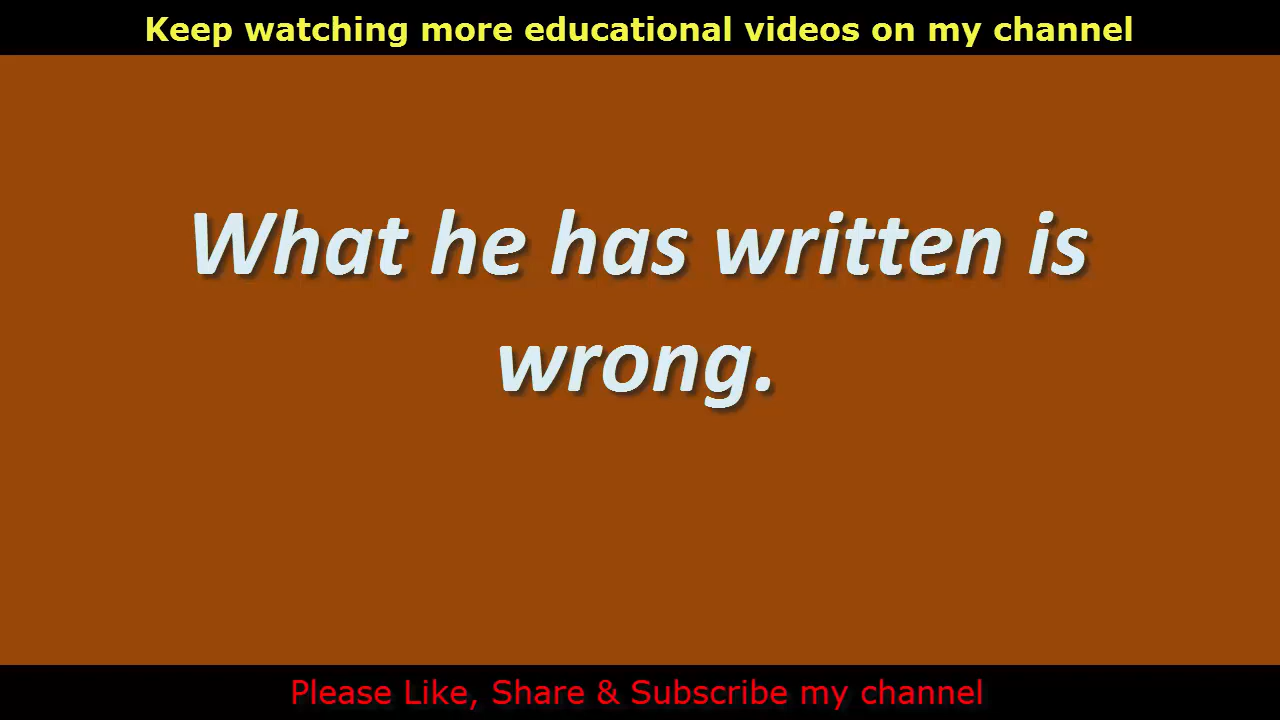 Keep watching more educational videos on my channel
What he has written is
wrong.
Please Like, Share & Subscribe my channel